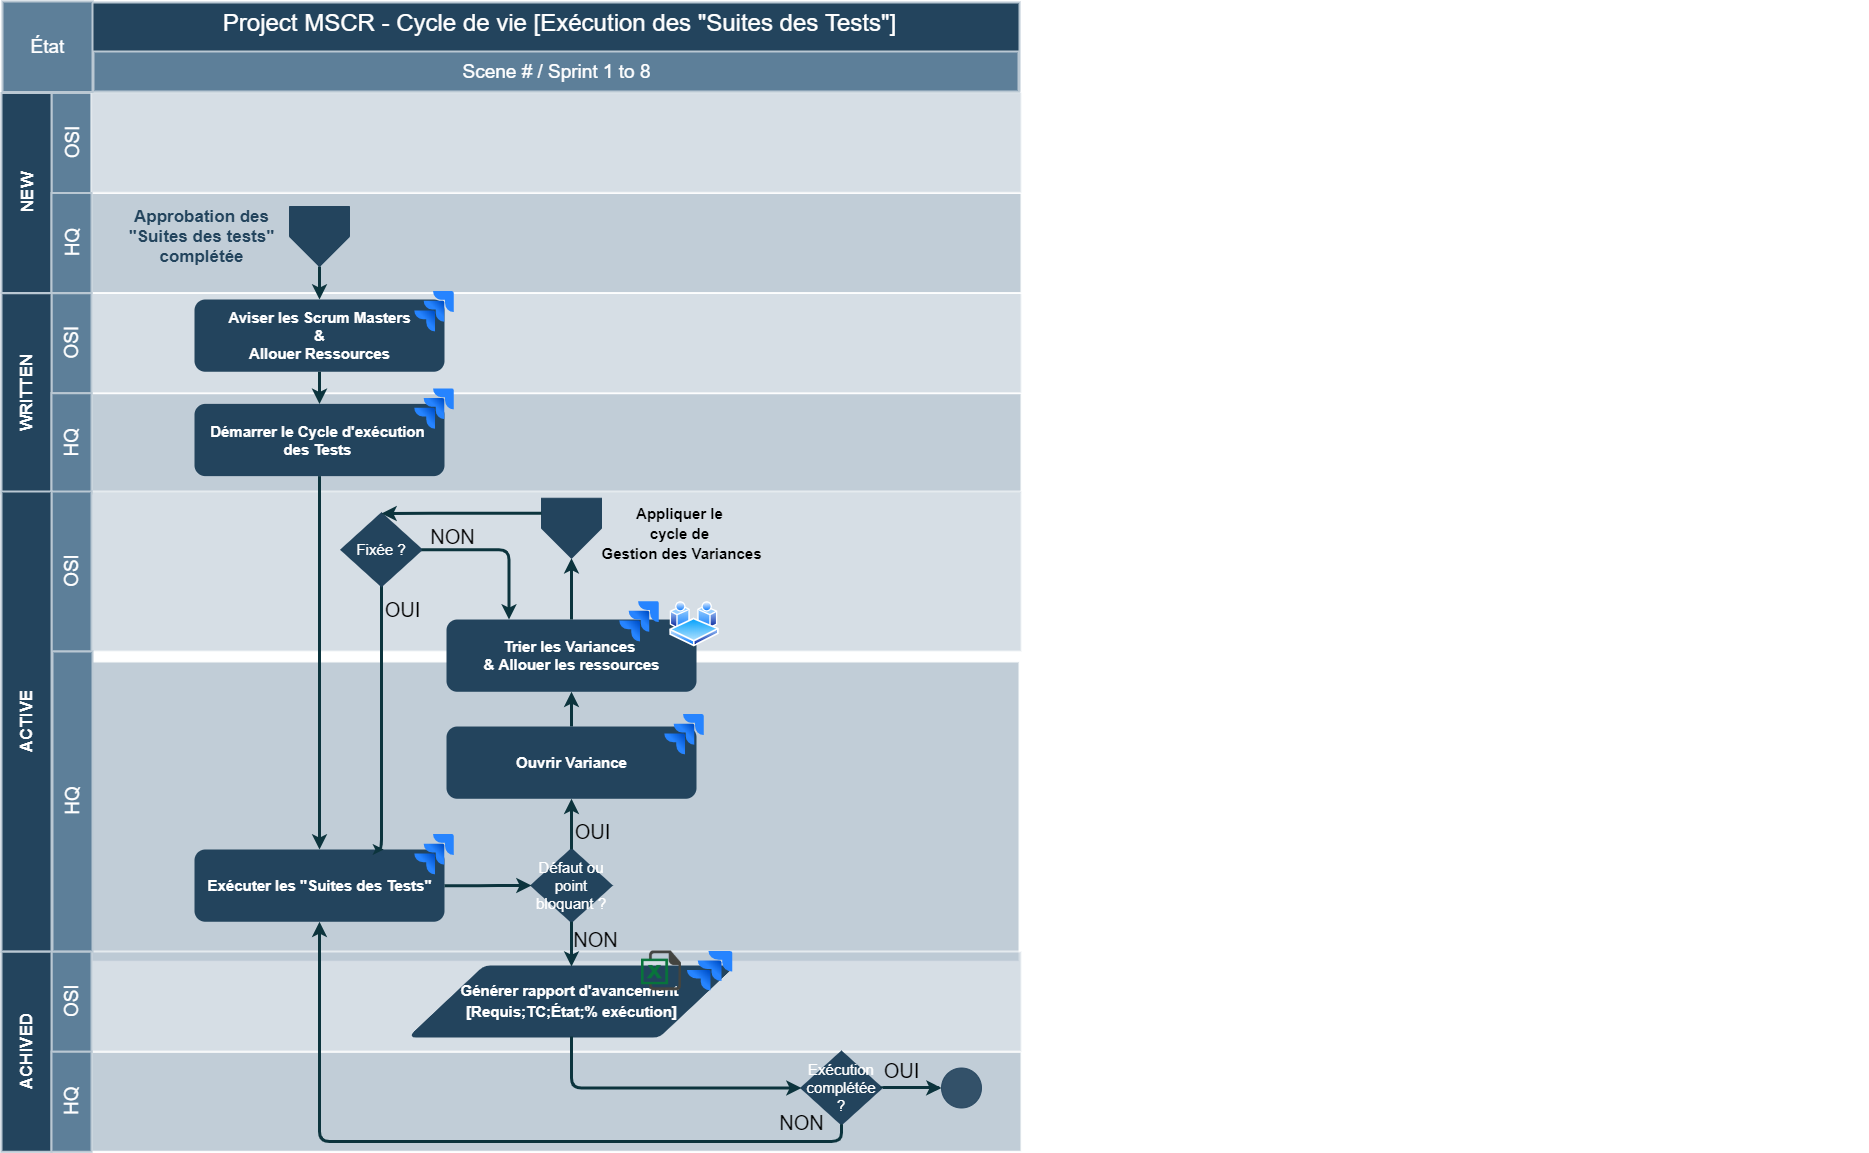 Project MSCR - Cycle de vie [Exécution des "Suites des Tests"]
État
Scene # / Sprint 1 to 8
NEW
OSI
HQ
Approbation des
"Suites des tests"
complétée
WRITTEN
OSI
Aviser les Scrum Masters
&
Allouer Ressources
HQ
Démarrer le Cycle d'exécution
des Tests
ACTIVE
OSI
Appliquer le
cycle de
Gestion des Variances
Fixée ?
NON
OUI
Trier les Variances
& Allouer les ressources
HQ
Ouvrir Variance
OUI
Défaut ou
point
bloquant ?
Exécuter les "Suites des Tests"
NON
ACHIVED
OSI
Générer rapport d'avancement
[Requis;TC;État;% exécution]
HQ
Exécution
complétée
?
OUI
NON